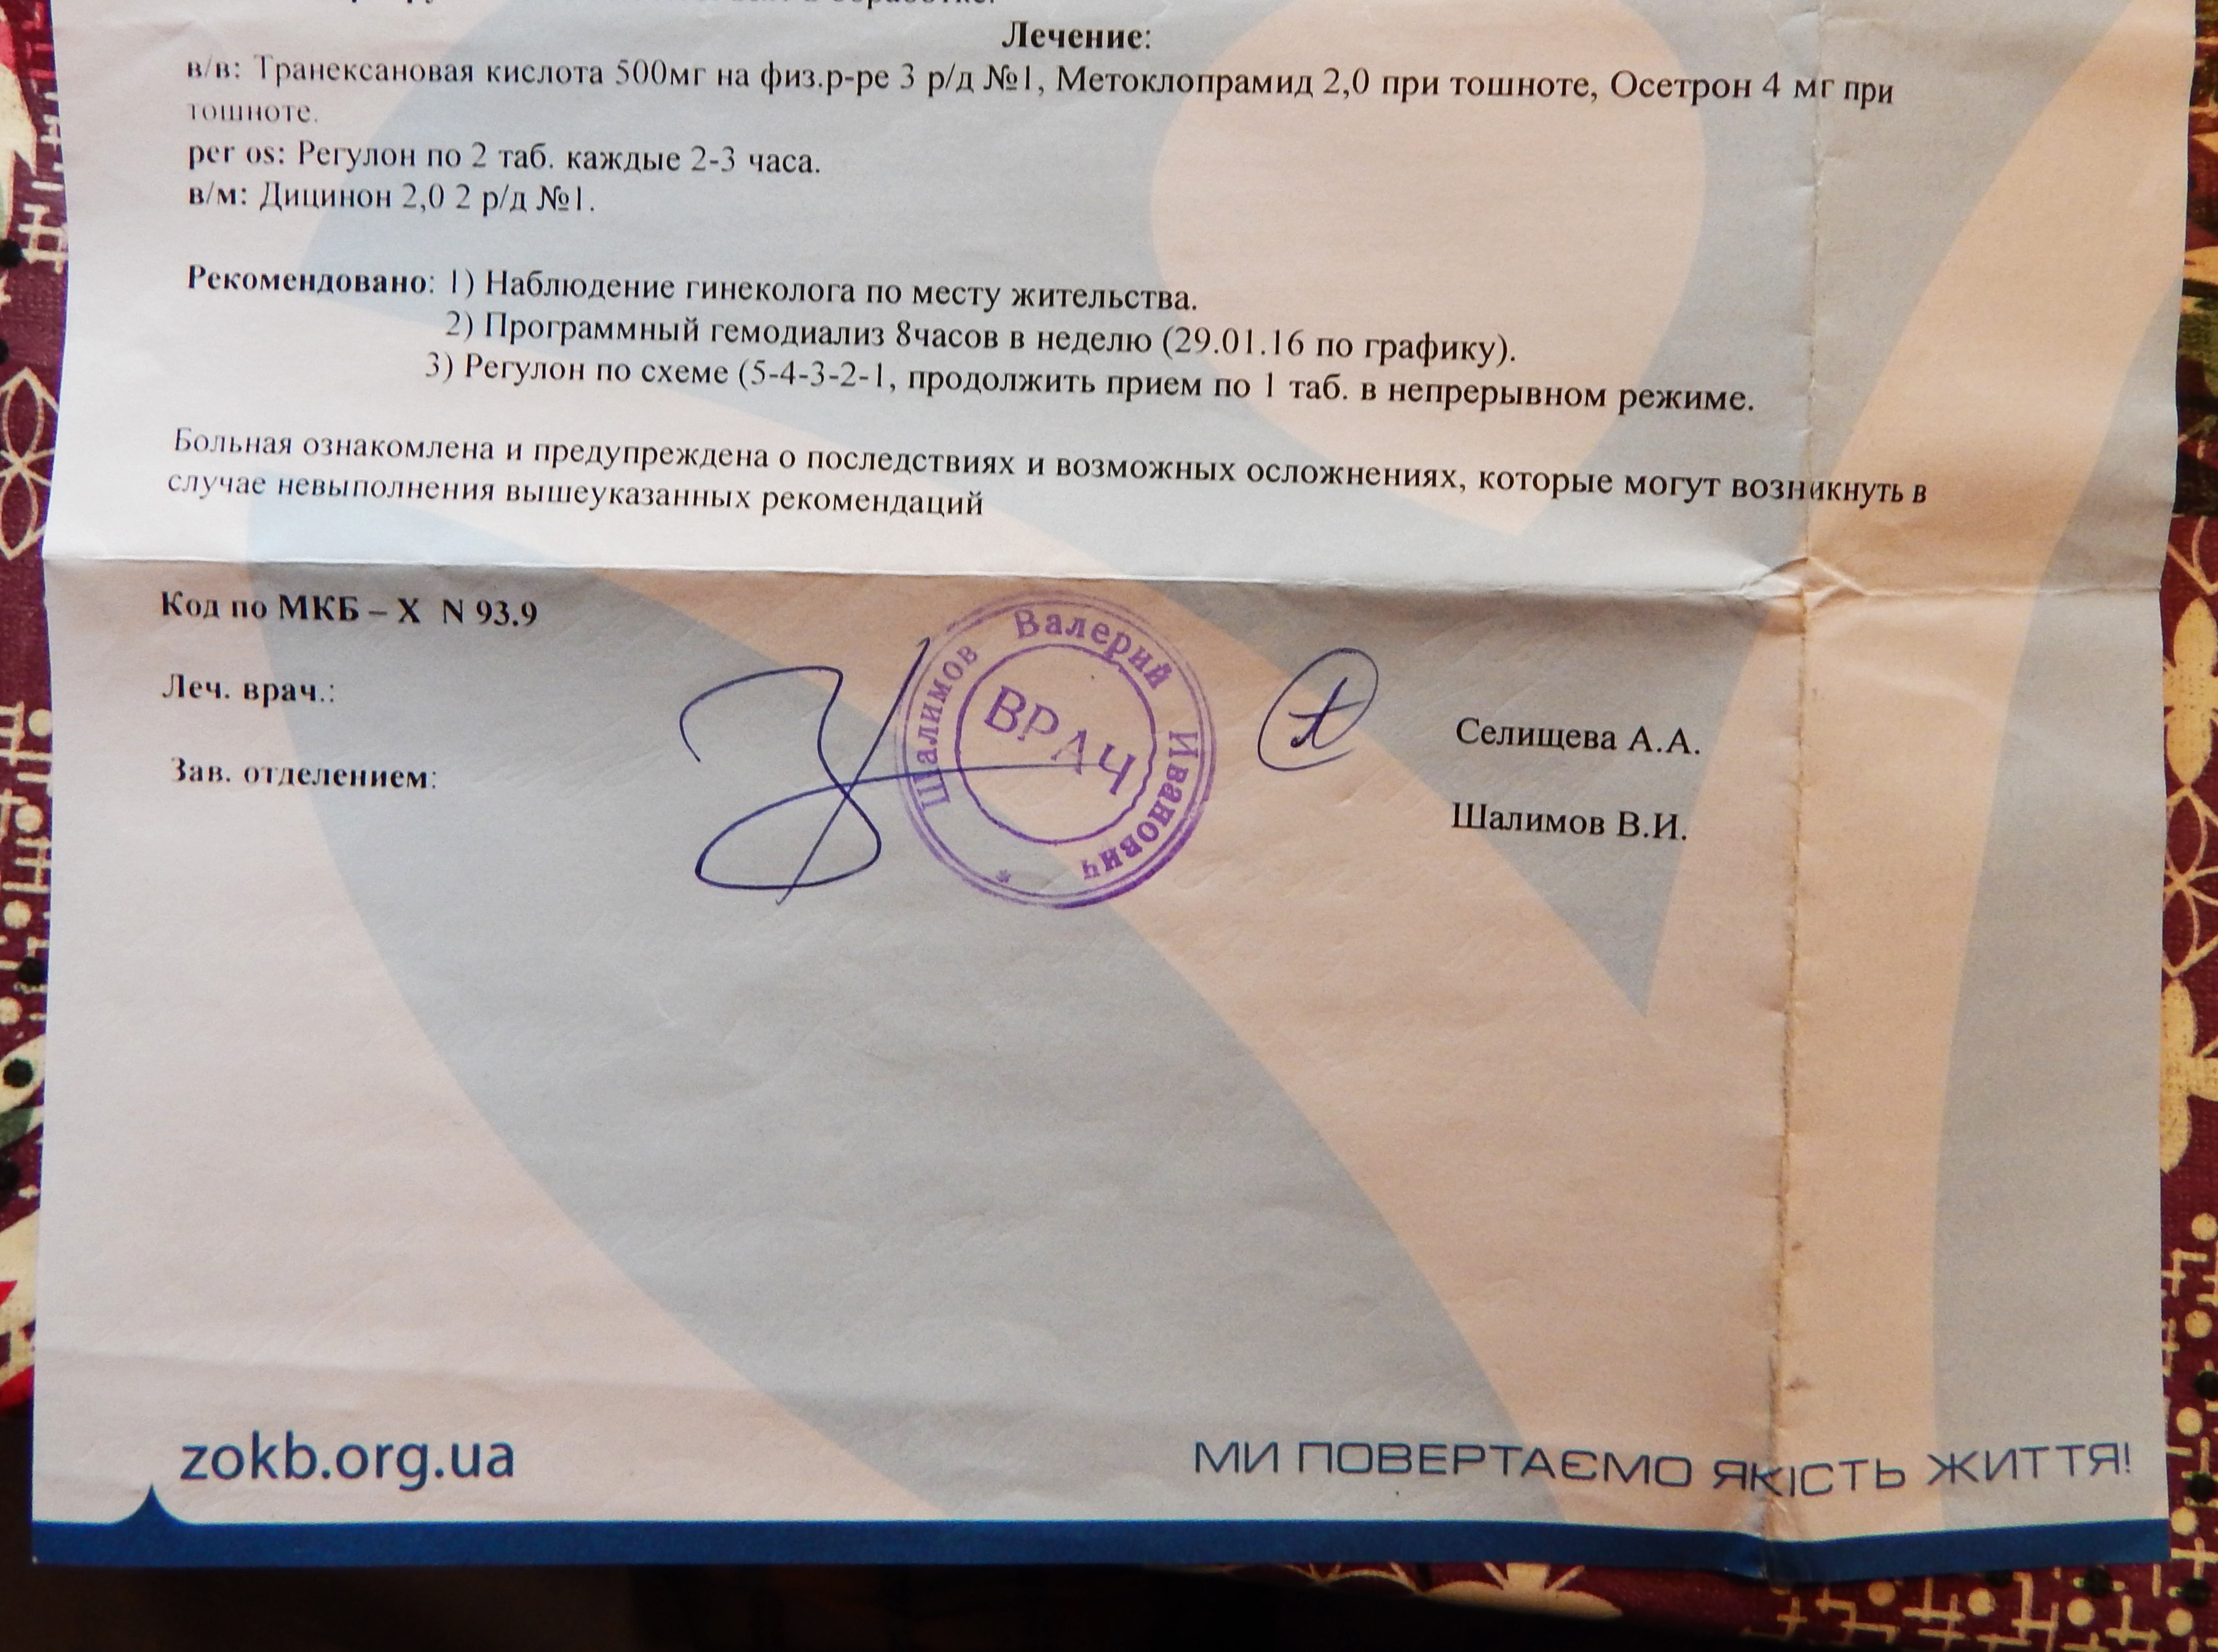 обработке.
Лечение:
в/в: Транексановая кислота 500мг на физ.р-ре 3 р/д №1, Метоклопрамид 2,0 при тошноте, Осетрон 4 мг при
тошноте.
per os: Регулон по 2 таб. каждые 2-3 часа.
в/м: Дицинон 2,0 2 р/д №1.
Рекомендовано: 1) Наблюдение гинеколога по месту жительства.
2) Программный гемодиализ 8часов в неделю (29.01.16 по графику).
3) Регулон по схеме (5-4-3-2-1, продолжить прием по 1 таб. в непрерывном режиме.
Больная ознакомлена и предупреждена о последствиях и возможных осложнениях, которые могут возникнуть в
случае невыполнения вышеуказанных рекомендаций
Код по МКБ – X N 93.9
Леч. врач.:
Селищева А.А.
Зав. отделением:
Шалимов В.И.
Шалимов Валерий Иванович *
ВРАЧ
zokb.org.ua
МИ ПОВЕРТАЄМО ЯКІСТЬ ЖИТТЯ!